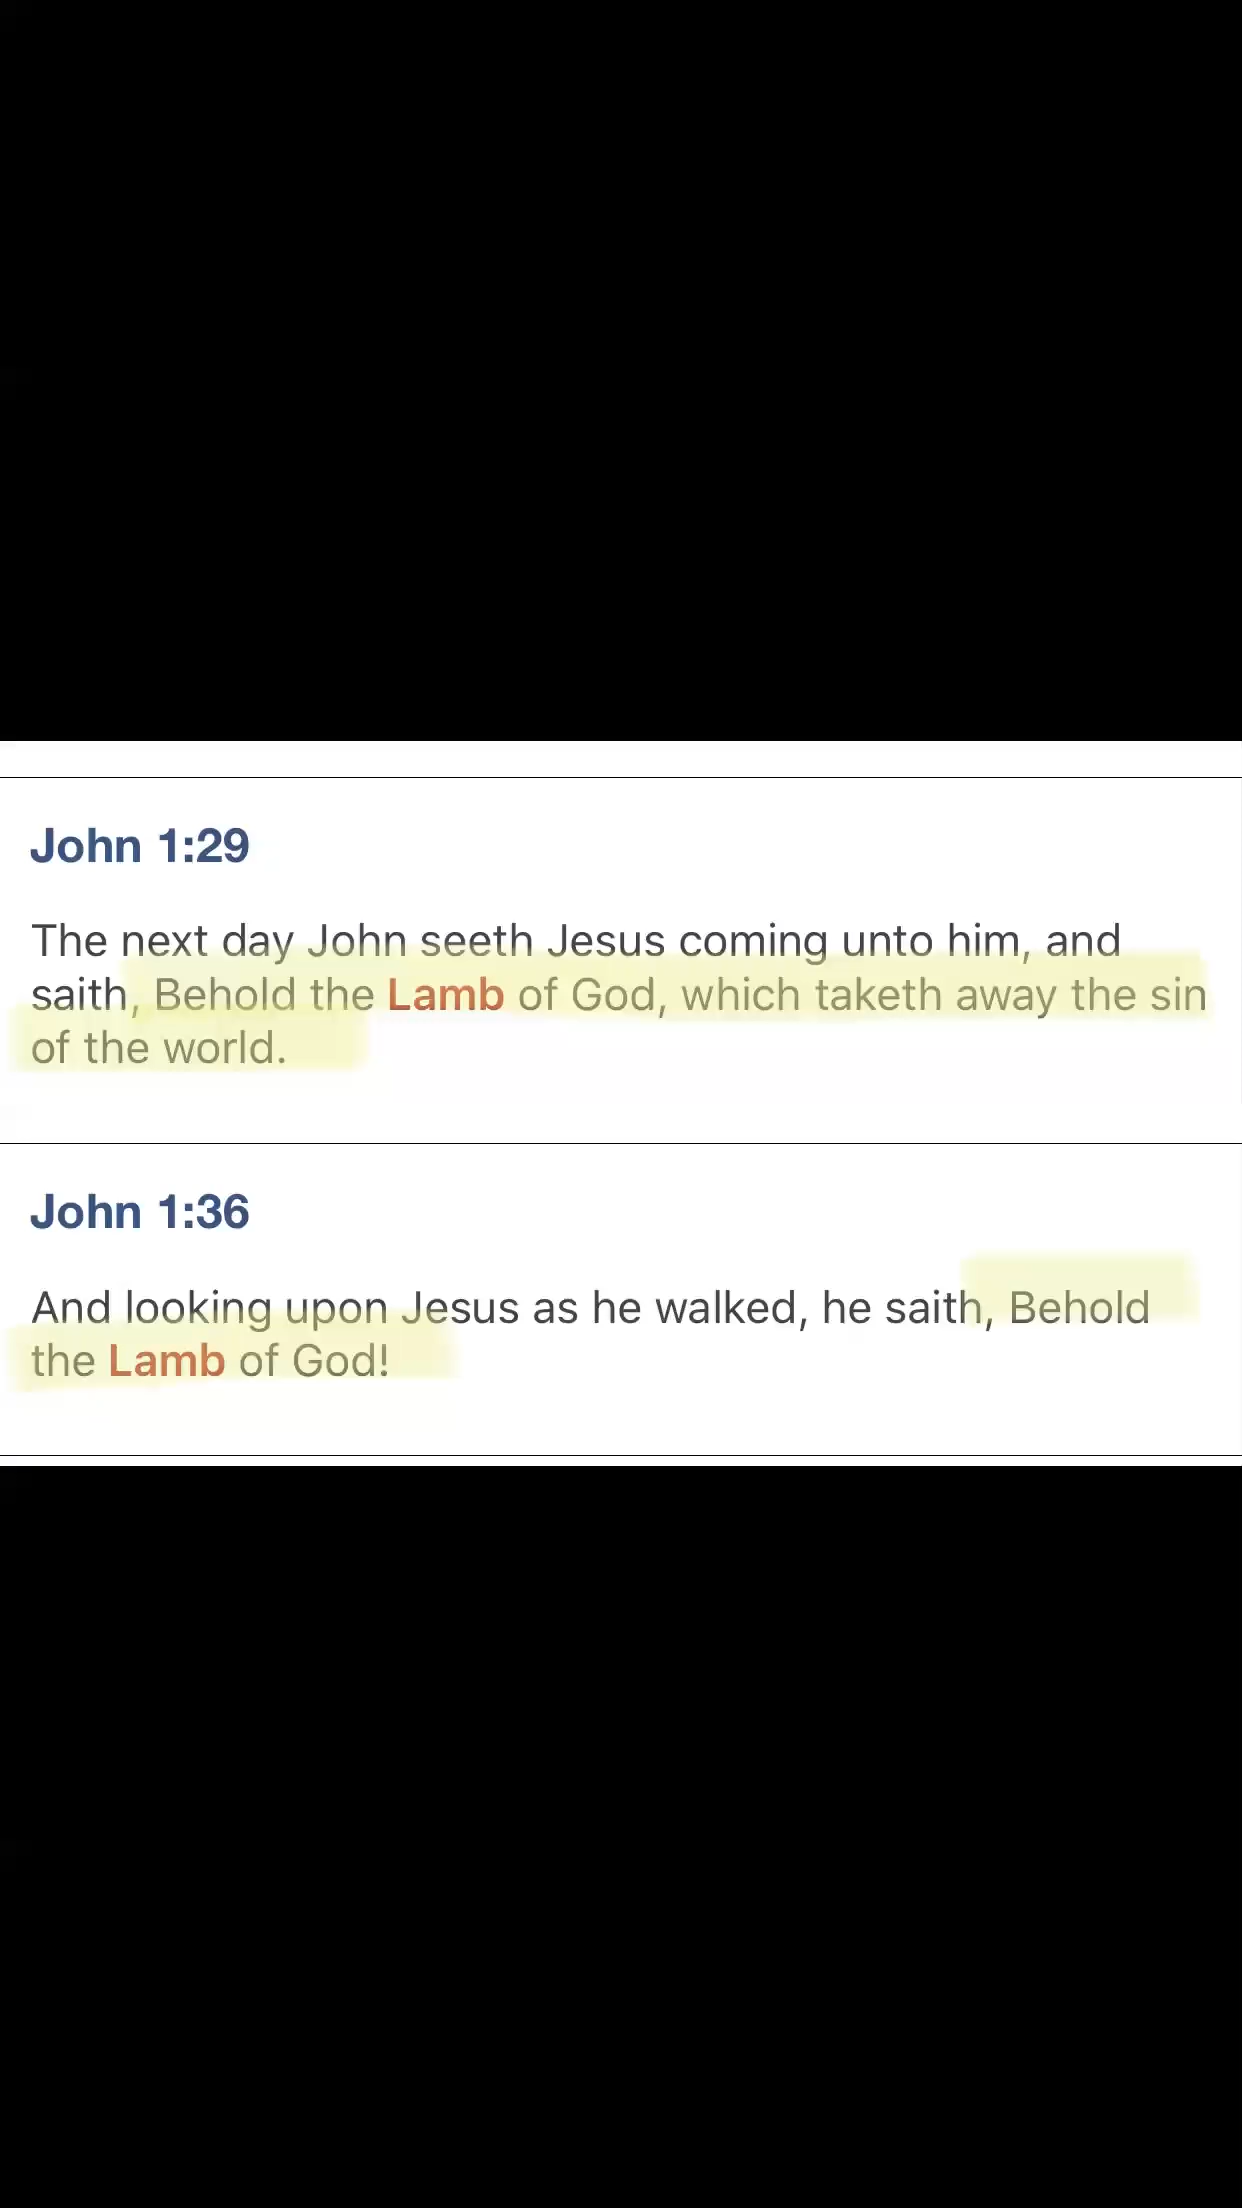 John 1:29
The next day John seeth Jesus coming unto him, and
saith, Behold the Lamb of God, which taketh away the sin
of the world.
John 1:36
And looking upon Jesus as he walked, he saith, Behold
the Lamb of God!